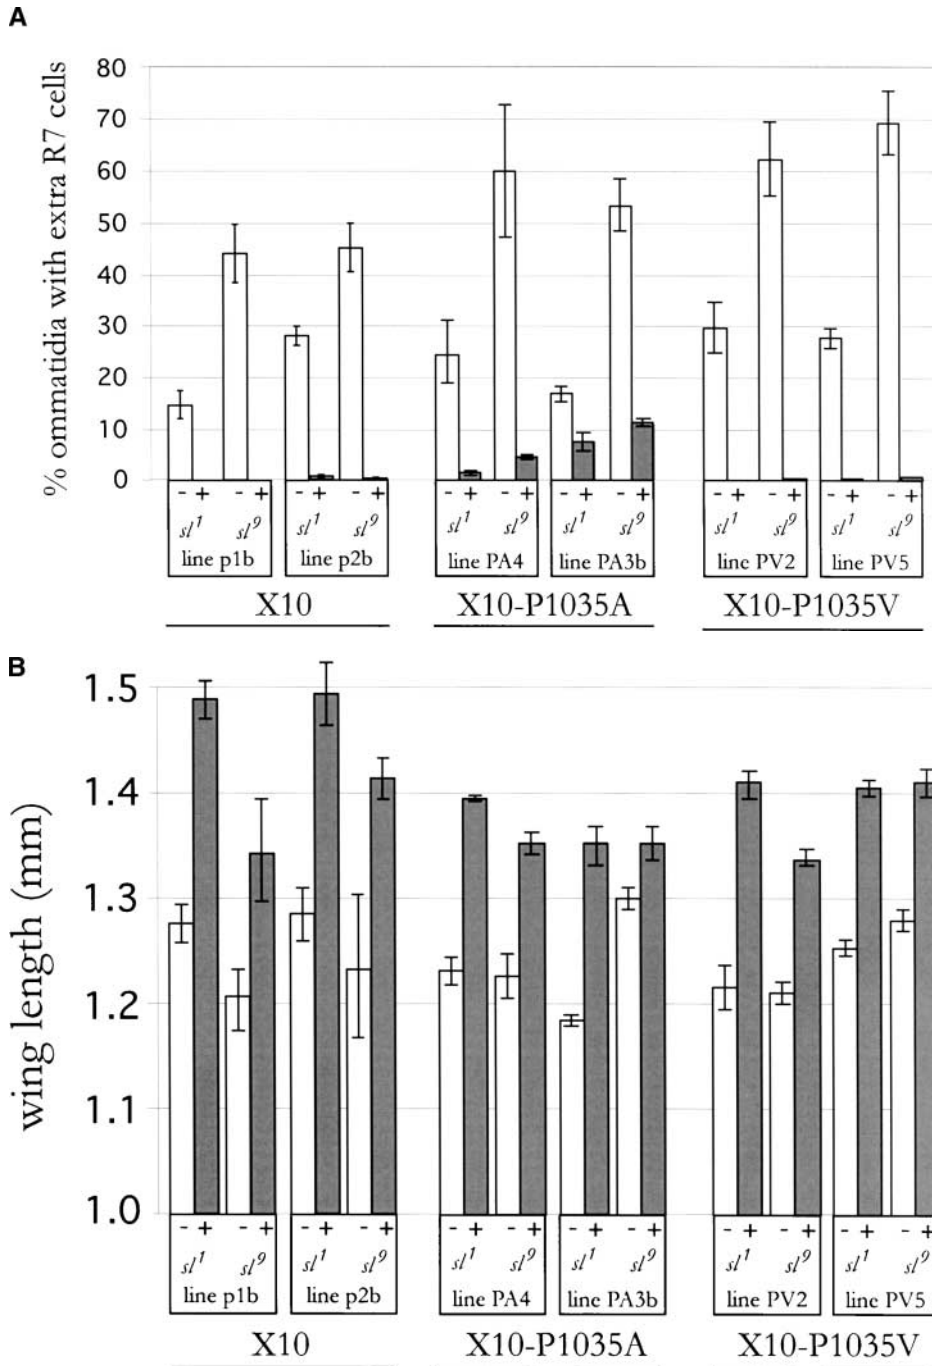 A
% ommatidia with extra R7 cells
80
70
60
50
40
30
20
10
0
- + - + - + - + - + - + - + - + - + - + - + - +
sl1 sl9 sl1 sl9 sl1 sl9 sl1 sl9 sl1 sl9 sl1 sl9
line p1b line p2b line PA4 line PA3b line PV2 line PV5
X10 X10-P1035A X10-P1035V
B
wing length (mm)
1.5
1.4
1.3
1.2
1.1
1.0
- + - + - + - + - + - + - + - + - + - + - + - +
sl1 sl9 sl1 sl9 sl1 sl9 sl1 sl9 sl1 sl9 sl1 sl9
line p1b line p2b line PA4 line PA3b line PV2 line PV5
X10 X10-P1035A X10-P1035V